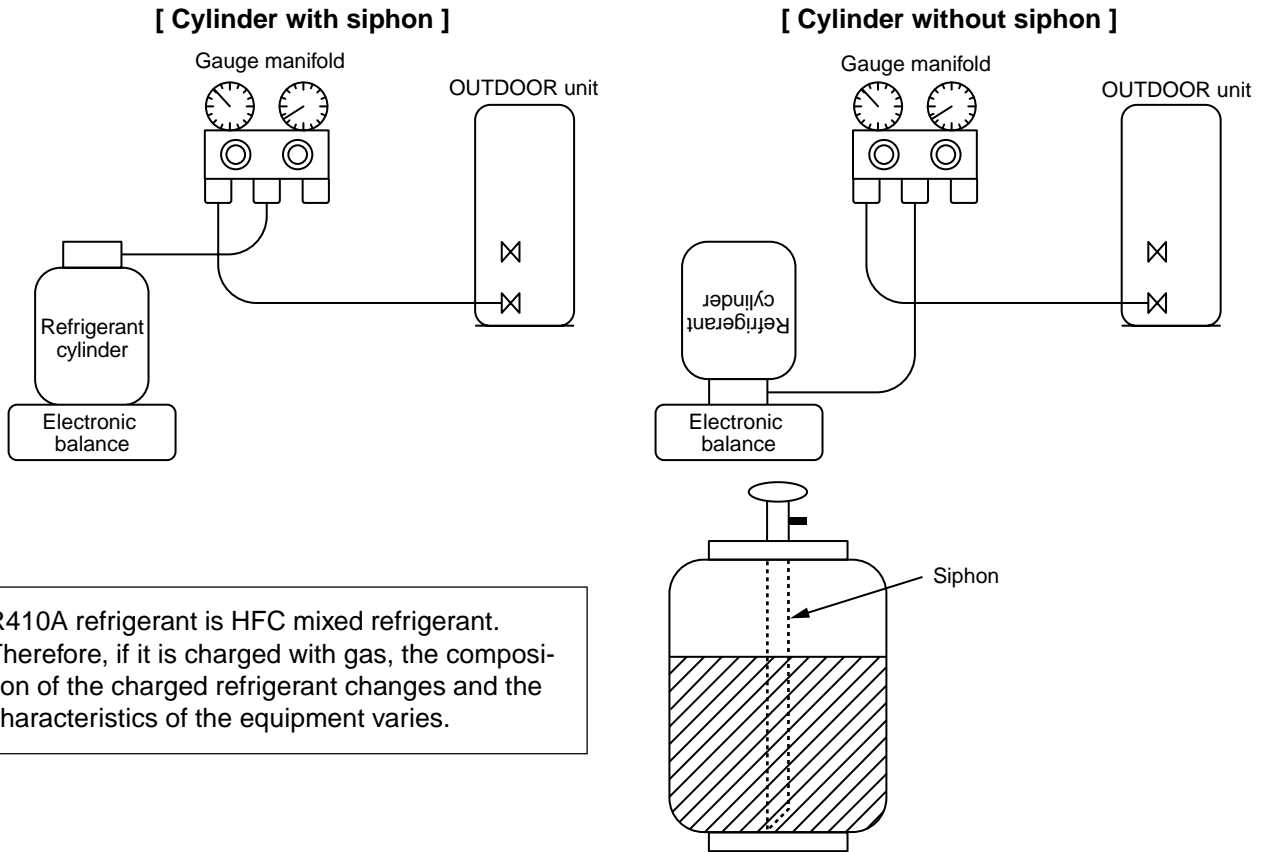 [ Cylinder with siphon ]
Gauge manifold
OUTDOOR unit
Refrigerant
cylinder
Electronic
balance
[ Cylinder without siphon ]
Gauge manifold
OUTDOOR unit
Refrigerant
cylinder
Electronic
balance
Siphon
R410A refrigerant is HFC mixed refrigerant.
Therefore, if it is charged with gas, the composi-
on of the charged refrigerant changes and the
characteristics of the equipment varies.